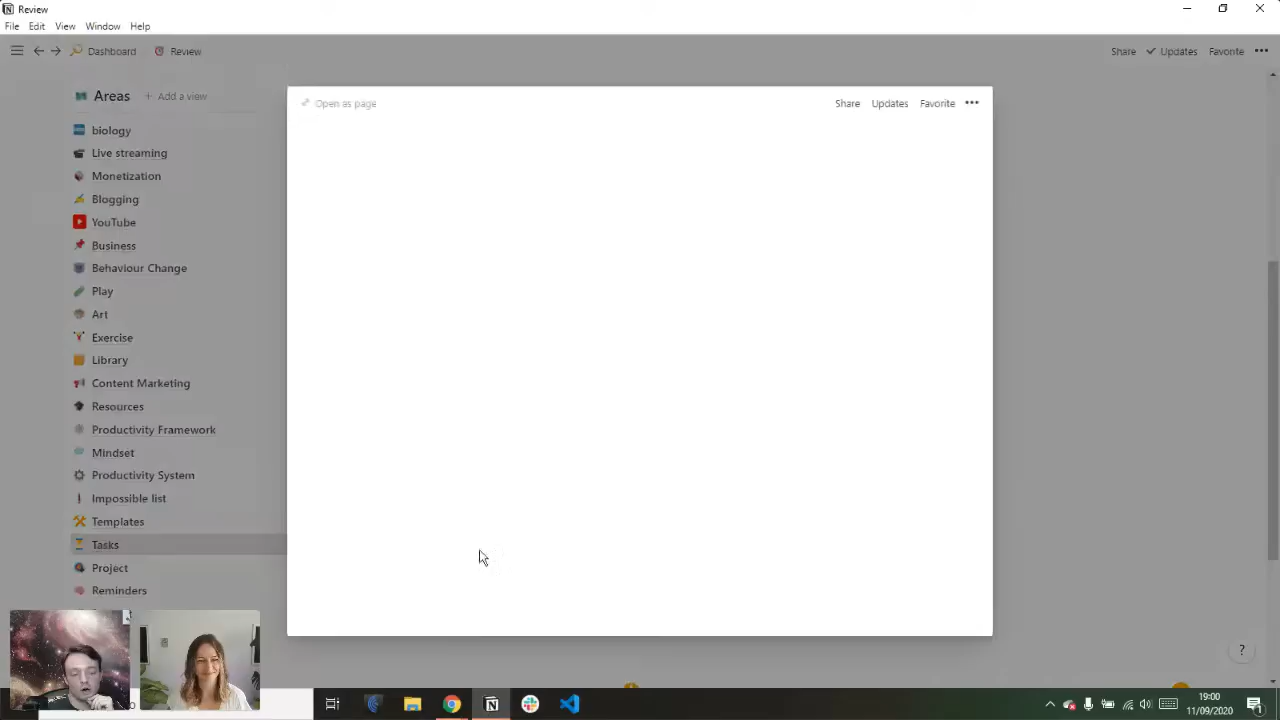 Review
File Edit View Window Help
Dashboard Review Share Updates Favorite
Areas + Add a view
Open as page Share Updates Favorite
biology
Live streaming
Monetization
Blogging
YouTube
Business
Behaviour Change
Play
Art
Exercise
Library
Content Marketing
Resources
Productivity Framework
Mindset
Productivity System
Impossible list
Templates
Tasks
Project
Reminders
?
19:00
11/09/2020